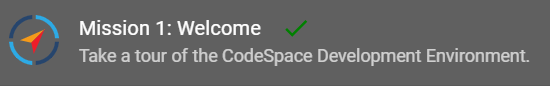 Mission 1: Welcome
Take a tour of the CodeSpace Development Environment.